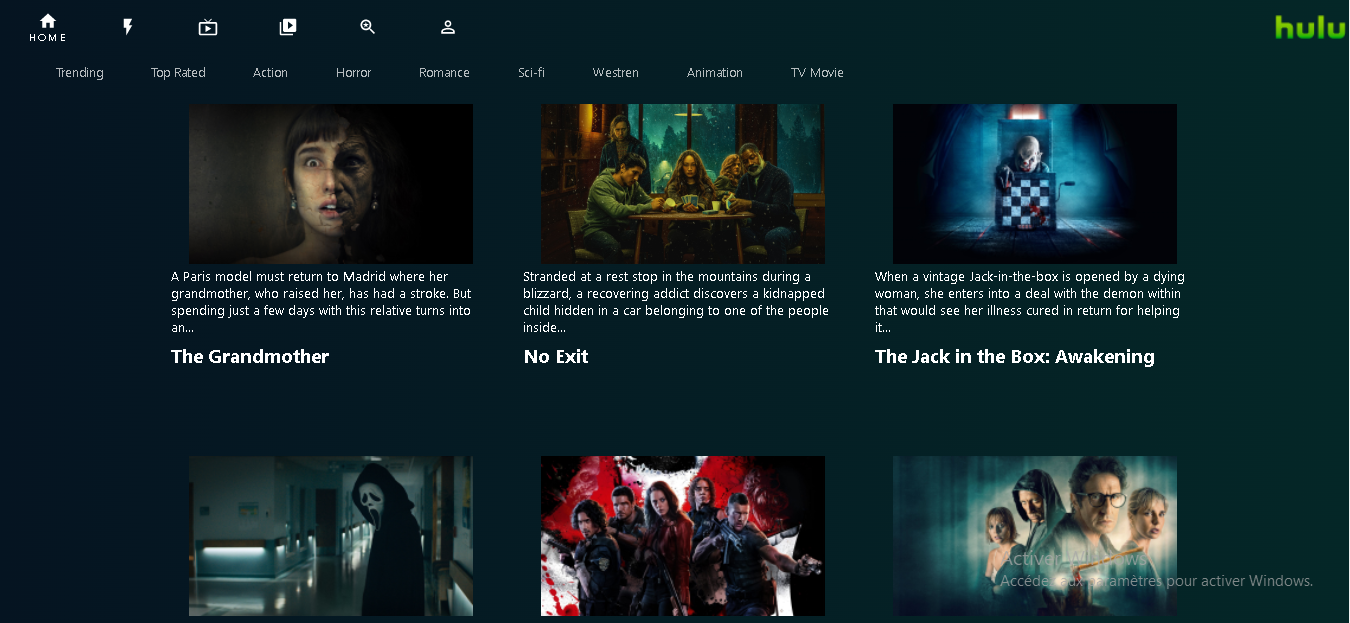 HOME
hulu
Trending Top Rated Action Horror Romance Sci-fi Westren Animation TV Movie
A Paris model must return to Madrid where her
grandmother, who raised her, has had a stroke. But
spending just a few days with this relative turns into
an...
The Grandmother
Stranded at a rest stop in the mountains during a
blizzard, a recovering addict discovers a kidnapped
child hidden in a car belonging to one of the people
inside...
No Exit
When a vintage Jack-in-the-box is opened by a dying
woman, she enters into a deal with the demon within
that would see her illness cured in return for helping
it...
The Jack in the Box: Awakening
Activer Windows
Accédez aux paramètres pour activer Windows.